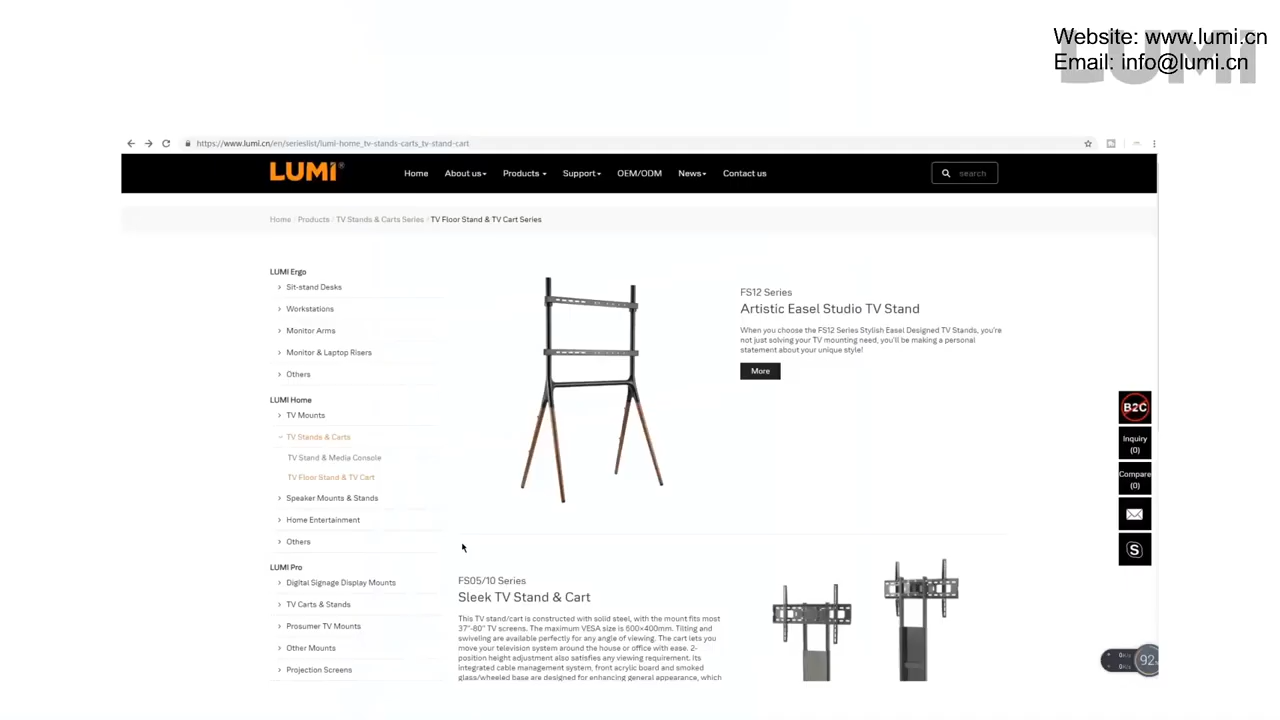 Website: www.lumi.cn
LUMI
Email: info@lumi.cn
https://www.lumi.cn/en/serieslist/lumi-home_tv-stands-carts_tv-stand-cart
LUMI®
Home About us Products Support OEM/ODM News Contact us search
Home / Products / TV Stands & Carts Series / TV Floor Stand & TV Cart Series
LUMI Ergo
Sit-stand Desks
Workstations
Monitor Arms
Monitor & Laptop Risers
Others
LUMI Home
TV Mounts
TV Stands & Carts
TV Stand & Media Console
TV Floor Stand & TV Cart
Speaker Mounts & Stands
Home Entertainment
Others
LUMI Pro
Digital Signage Display Mounts
TV Carts & Stands
Prosumer TV Mounts
Other Mounts
Projection Screens
FS12 Series
Artistic Easel Studio TV Stand
When you choose the FS12 Series Stylish Easel Designed TV Stands, you're
not just solving your TV mounting need, you'll be making a personal
statement about your unique style!
More
FS05/10 Series
Sleek TV Stand & Cart
This TV stand/cart is constructed with solid steel, with the mount fits most
37"-80" TV screens. The maximum VESA size is 600×400mm. Tilting and
swiveling are available perfectly for any angle of viewing. The cart lets you
move your television system around the house or office with ease. 2-
position height adjustment also satisfies any viewing requirement. Its
integrated cable management system, front acrylic board and smoked
glass/wheeled base are designed for enhancing general appearance, which
B2C
Inquiry
(0)
Compare
(0)
S
0K/s
0K/s
92